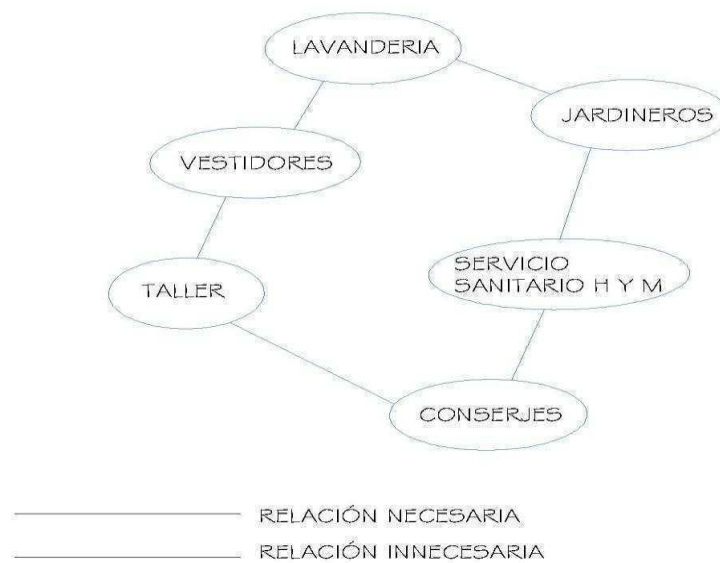 LAVANDERIA
JARDINEROS
VESTIDORES
SERVICIO
SANITARIO H Y M
TALLER
CONSERJES
RELACIÓN NECESARIA
RELACIÓN INNECESARIA